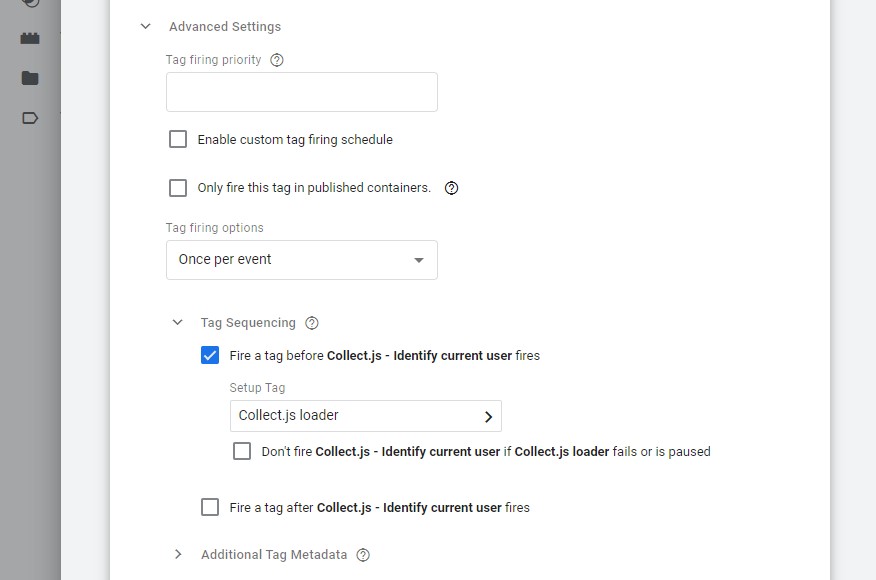 Advanced Settings
Tag firing priority
Enable custom tag firing schedule
Only fire this tag in published containers.
Tag firing options
Once per event
Tag Sequencing
Fire a tag before Collect.js - Identify current user fires
Setup Tag
Collect.js loader
Don't fire Collect.js - Identify current user if Collect.js loader fails or is paused
Fire a tag after Collect.js - Identify current user fires
Additional Tag Metadata